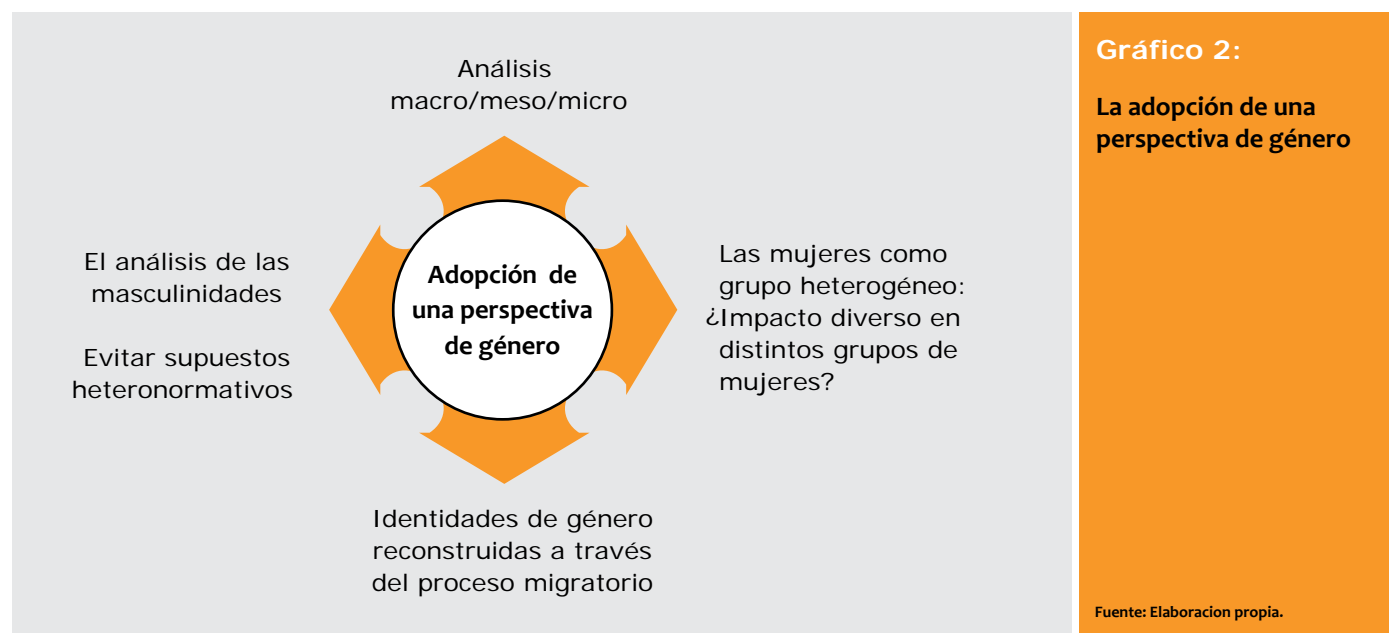 Análisis
macro/meso/micro
El análisis de las
masculinidades
Evitar supuestos
heteronormativos
Adopción de
una perspectiva
de género
Las mujeres como
grupo heterogéneo:
¿Impacto diverso en
distintos grupos de
mujeres?
Identidades de género
reconstruidas a través
del proceso migratorio
Gráfico 2:
La adopción de una
perspectiva de género
Fuente: Elaboracion propia.